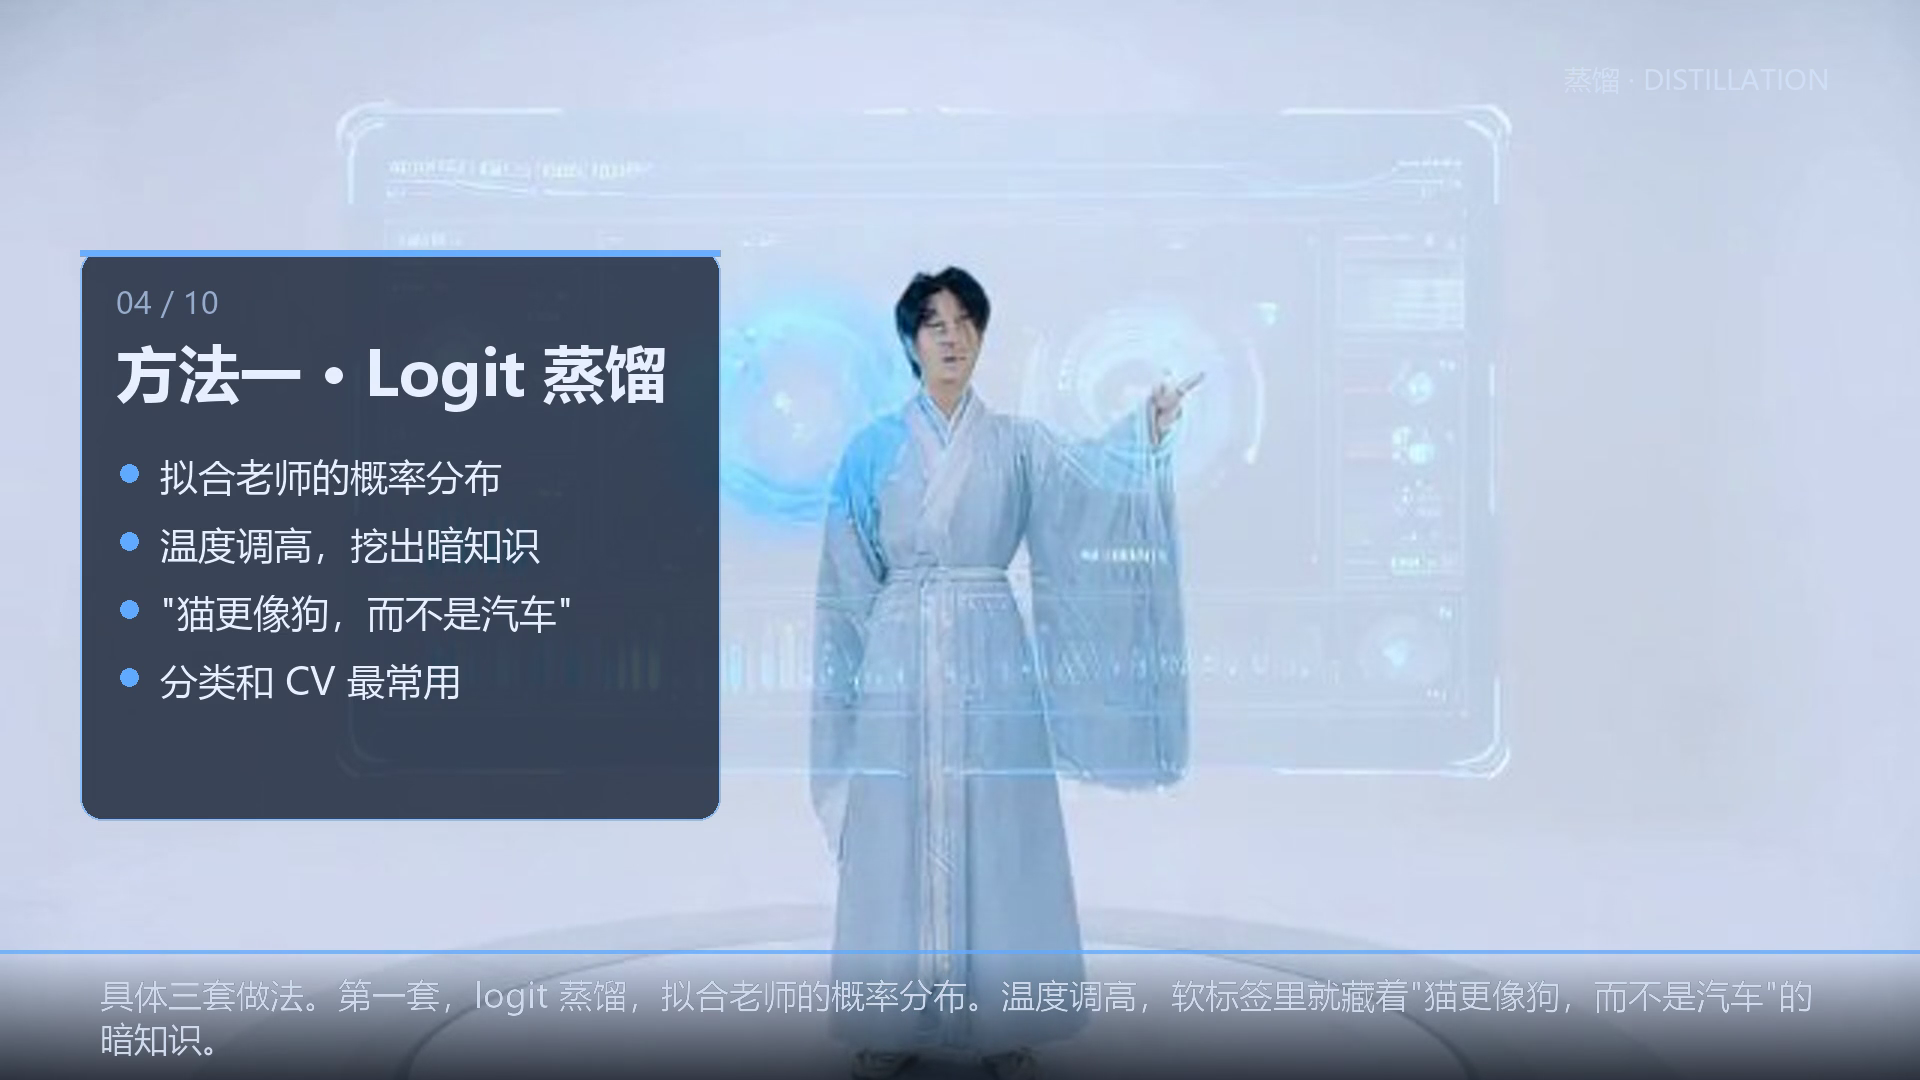 蒸馏 · DISTILLATION
04 / 10
方法一 • Logit 蒸馏
拟合老师的概率分布
温度调高，挖出暗知识
"猫更像狗，而不是汽车"
分类和 CV 最常用
具体三套做法。第一套，logit 蒸馏，拟合老师的概率分布。温度调高，软标签里就藏着"猫更像狗，而不是汽车"的
暗知识。